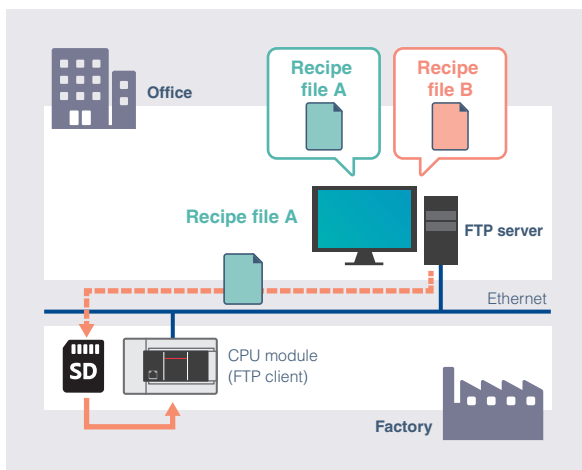 Office
Recipe
file A
Recipe
file B
Recipe file A
FTP server
Ethernet
SD
CPU module
(FTP client)
Factory